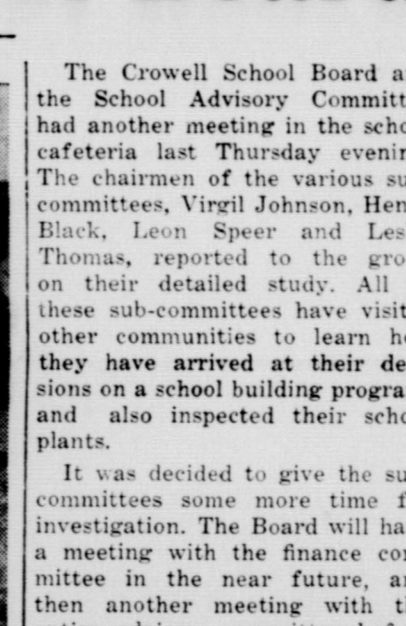 The Crowell School Board a
the School Advisory Committ
had another meeting in the scho
cafeteria last Thursday evenin
The chairmen of the various su
committees, Virgil Johnson, Hen
Black, Leon Speer and Les
Thomas, reported to the gro
on their detailed study. All
these sub-committees have visit
other communities to learn h
they have arrived at their de
sions on a school building progra
and also inspected their scho
plants.
It was decided to give the su
committees some more time f
investigation. The Board will ha
a meeting with the finance co
mittee in the near future, a
then another meeting with t